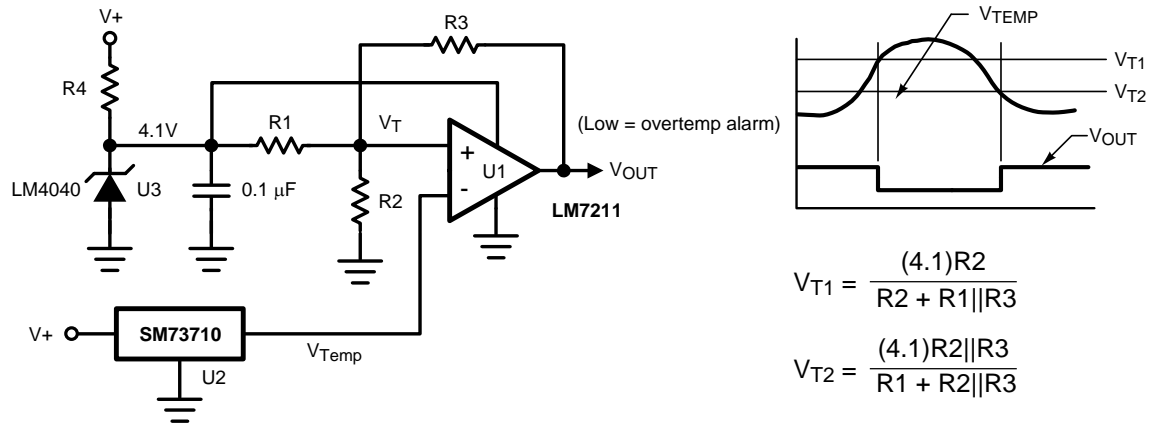 V+
R3
R4
4.1V
R1
VT
(Low = overtemp alarm)
+
-
U1
VOUT
LM4040
U3
0.1 μF
R2
LM7211
V+
SM73710
VTemp
U2
VTEMP
VT1
VT2
VOUT
VT1 = (4.1)R2 / R2 + R1||R3
VT2 = (4.1)R2||R3 / R1 + R2||R3